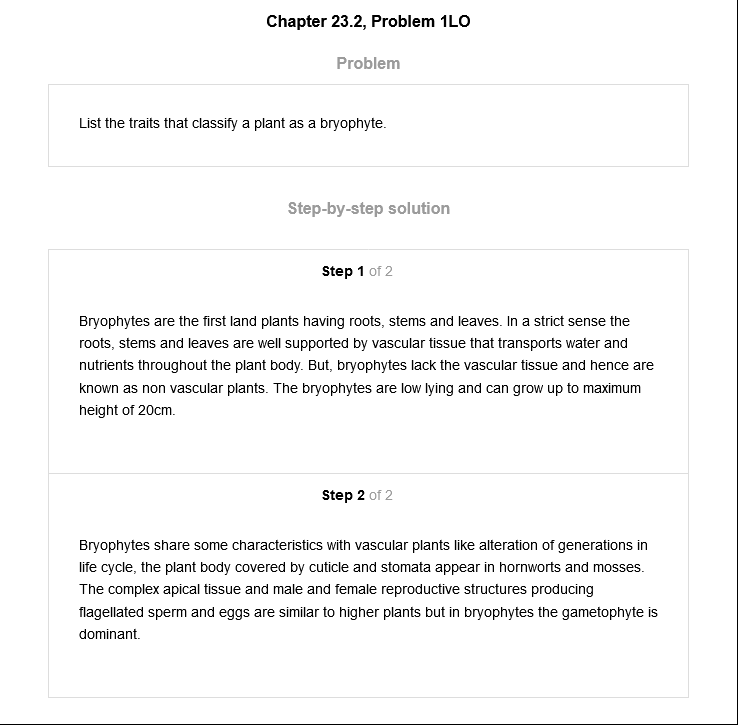 Chapter 23.2, Problem 1LO
Problem
List the traits that classify a plant as a bryophyte.
Step-by-step solution
Step 1 of 2
Bryophytes are the first land plants having roots, stems and leaves. In a strict sense the
roots, stems and leaves are well supported by vascular tissue that transports water and
nutrients throughout the plant body. But, bryophytes lack the vascular tissue and hence are
known as non vascular plants. The bryophytes are low lying and can grow up to maximum
height of 20cm.
Step 2 of 2
Bryophytes share some characteristics with vascular plants like alteration of generations in
life cycle, the plant body covered by cuticle and stomata appear in hornworts and mosses.
The complex apical tissue and male and female reproductive structures producing
flagellated sperm and eggs are similar to higher plants but in bryophytes the gametophyte is
dominant.